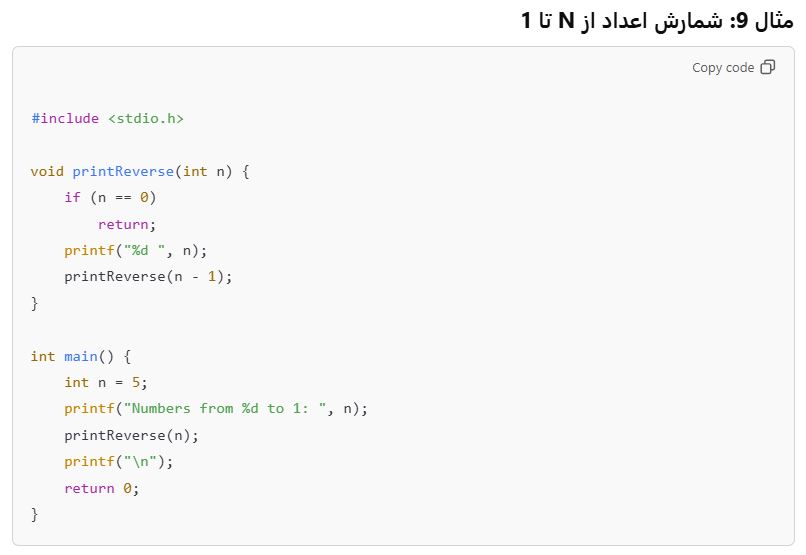 مثال 9: شمارش اعداد از N تا 1
Copy code
#include <stdio.h>
void printReverse(int n) {
    if (n == 0)
        return;
    printf("%d ", n);
    printReverse(n - 1);
}
int main() {
    int n = 5;
    printf("Numbers from %d to 1: ", n);
    printReverse(n);
    printf("\n");
    return 0;
}